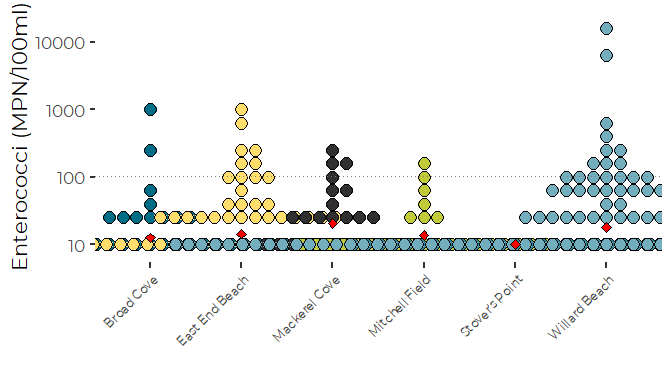 Enterococci (MPN/100ml)
10000
1000
100
10
Broad Cove
East End Beach
Mackerel Cove
Mitchell Field
Stover's Point
Willard Beach